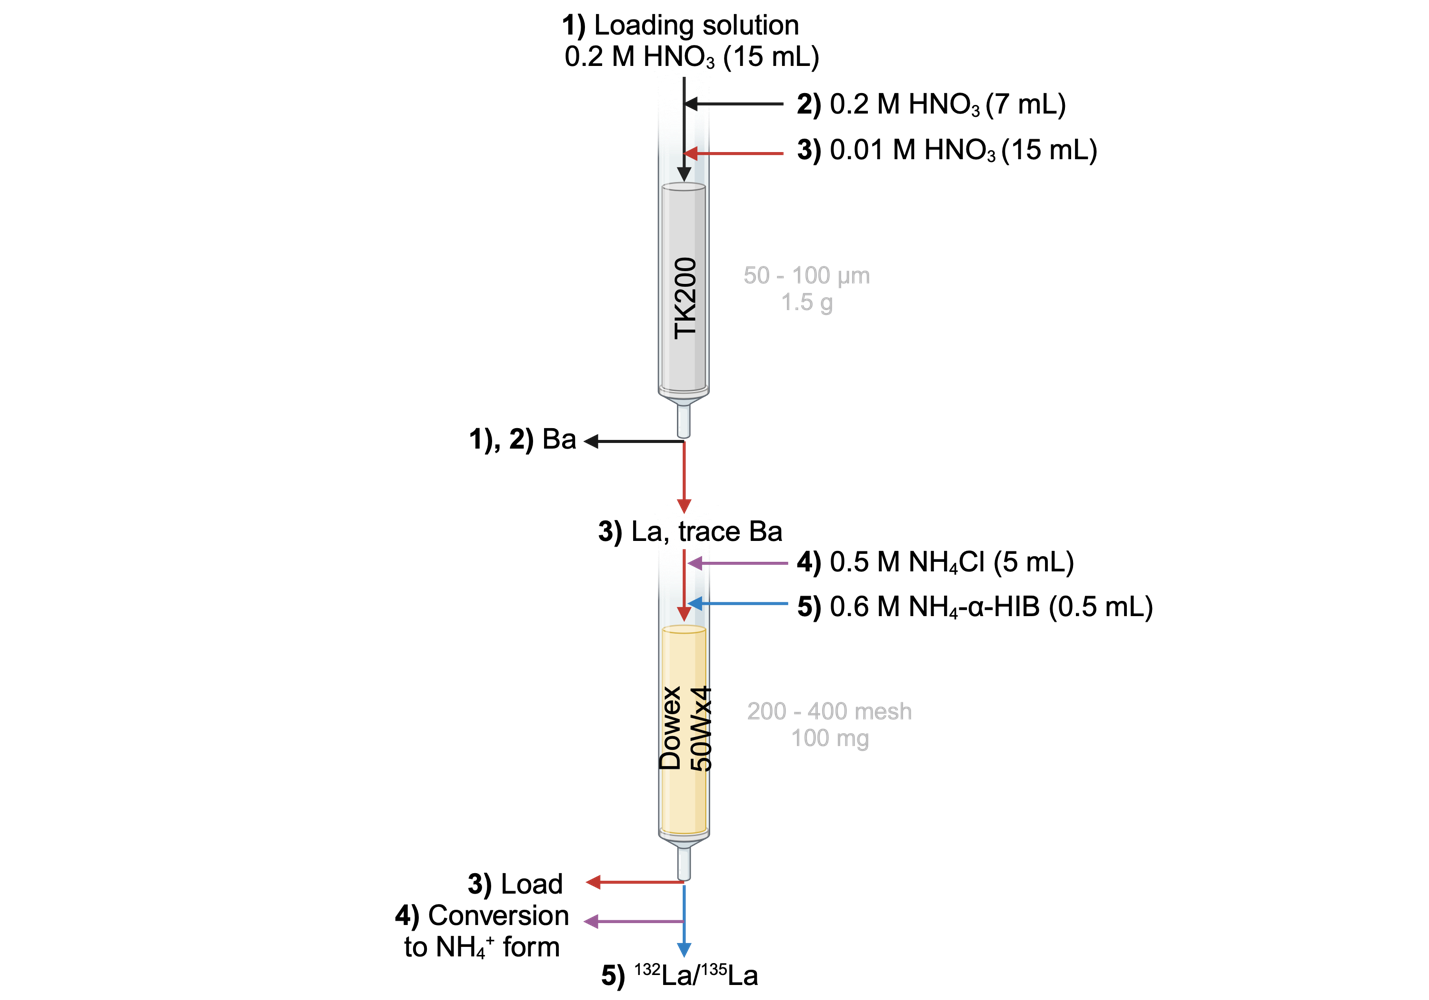 1) Loading solution
0.2 M HNO₃ (15 mL)
2) 0.2 M HNO₃ (7 mL)
3) 0.01 M HNO₃ (15 mL)
TK200
50 - 100 µm
1.5 g
1), 2) Ba
3) La, trace Ba
4) 0.5 M NH₄Cl (5 mL)
5) 0.6 M NH₄-α-HIB (0.5 mL)
Dowex
50Wx4
200 - 400 mesh
100 mg
3) Load
4) Conversion
to NH₄⁺ form
5) ¹³²La/¹³⁵La